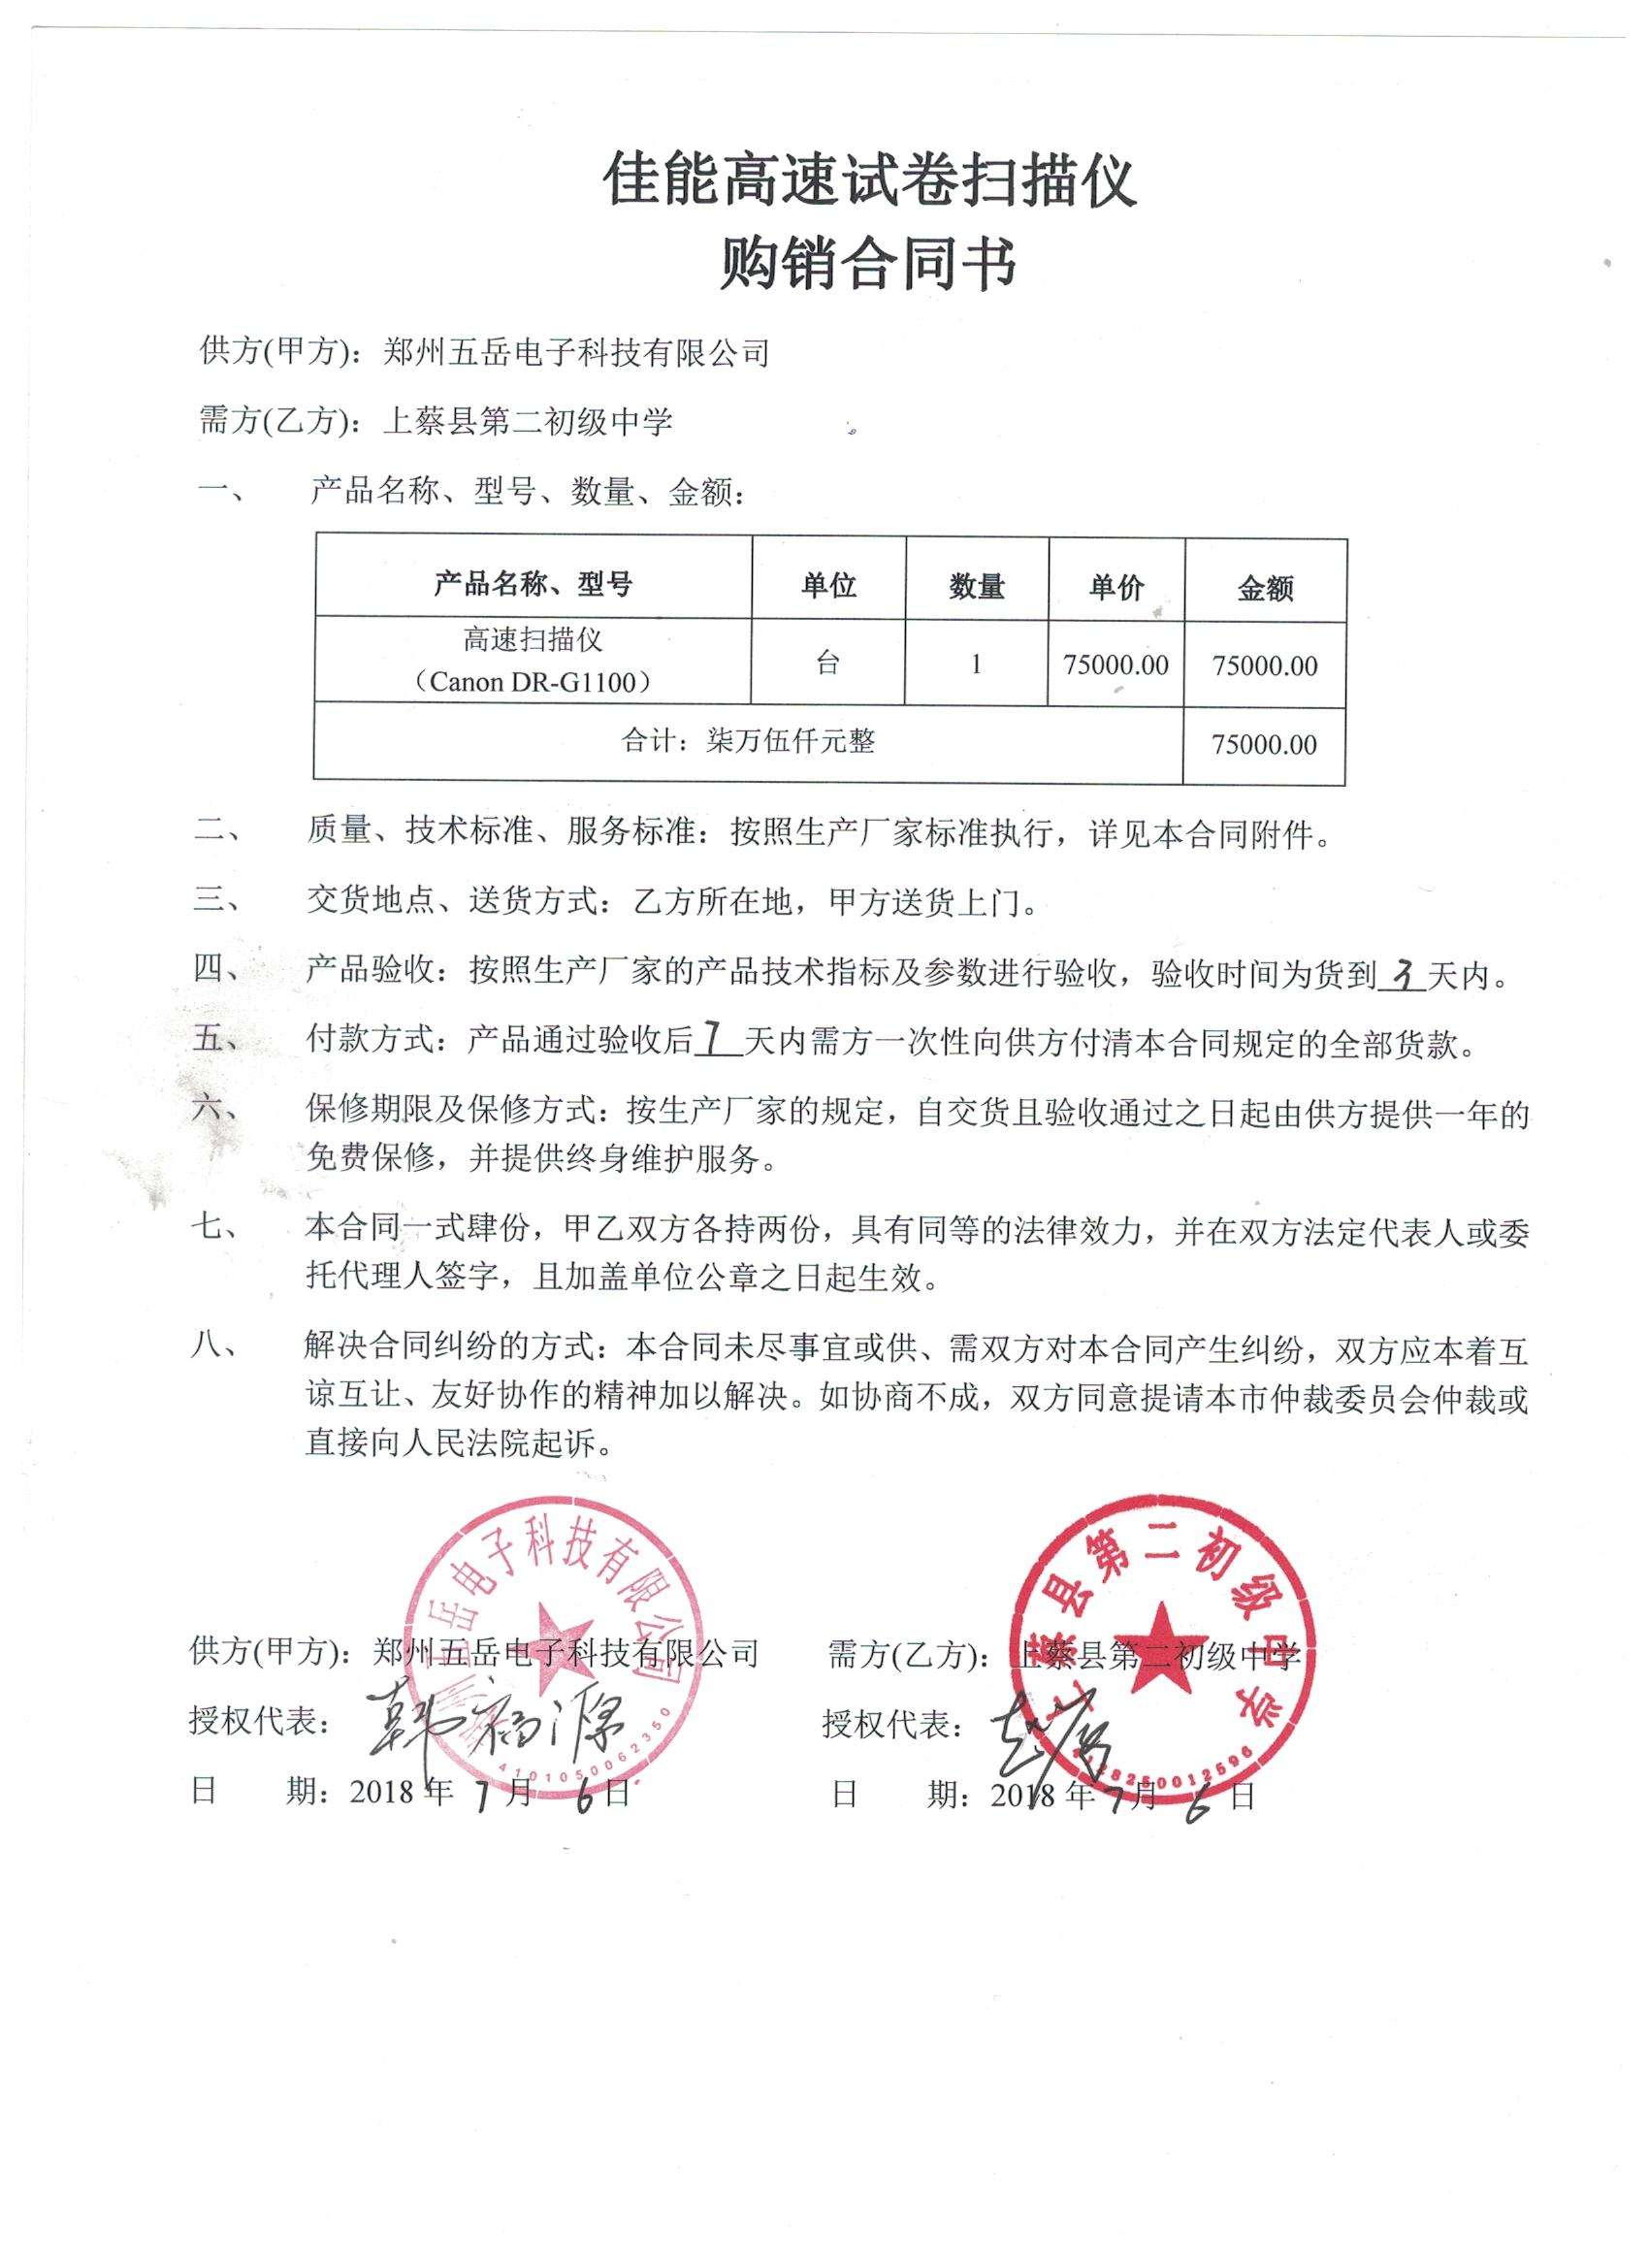 佳能高速试卷扫描仪
购销合同书
供方(甲方)：郑州五岳电子科技有限公司
需方(乙方)：上蔡县第二初级中学
一、 产品名称、型号、数量、金额：
产品名称、型号 单位 数量 单价 金额
高速扫描仪
（Canon DR-G1100） 台 1 75000.00 75000.00
合计：柒万伍仟元整 75000.00
二、 质量、技术标准、服务标准：按照生产厂家标准执行，详见本合同附件。
三、 交货地点、送货方式：乙方所在地，甲方送货上门。
四、 产品验收：按照生产厂家的产品技术指标及参数进行验收，验收时间为货到3天内。
五、 付款方式：产品通过验收后7天内需方一次性向供方付清本合同规定的全部货款。
六、 保修期限及保修方式：按生产厂家的规定，自交货且验收通过之日起由供方提供一年的
免费保修，并提供终身维护服务。
七、 本合同一式肆份，甲乙双方各持两份，具有同等的法律效力，并在双方法定代表人或委
托代理人签字，且加盖单位公章之日起生效。
八、 解决合同纠纷的方式：本合同未尽事宜或供、需双方对本合同产生纠纷，双方应本着互
谅互让、友好协作的精神加以解决。如协商不成，双方同意提请本市仲裁委员会仲裁或
直接向人民法院起诉。
郑州五岳电子科技有限公司
4101050062350
上蔡县第二初级中学
供方(甲方)：郑州五岳电子科技有限公司 需方(乙方)：上蔡县第二初级中学
授权代表：韩福源 授权代表：
日 期：2018 年 7 月 6 日 日 期：2018 年 7 月 6 日